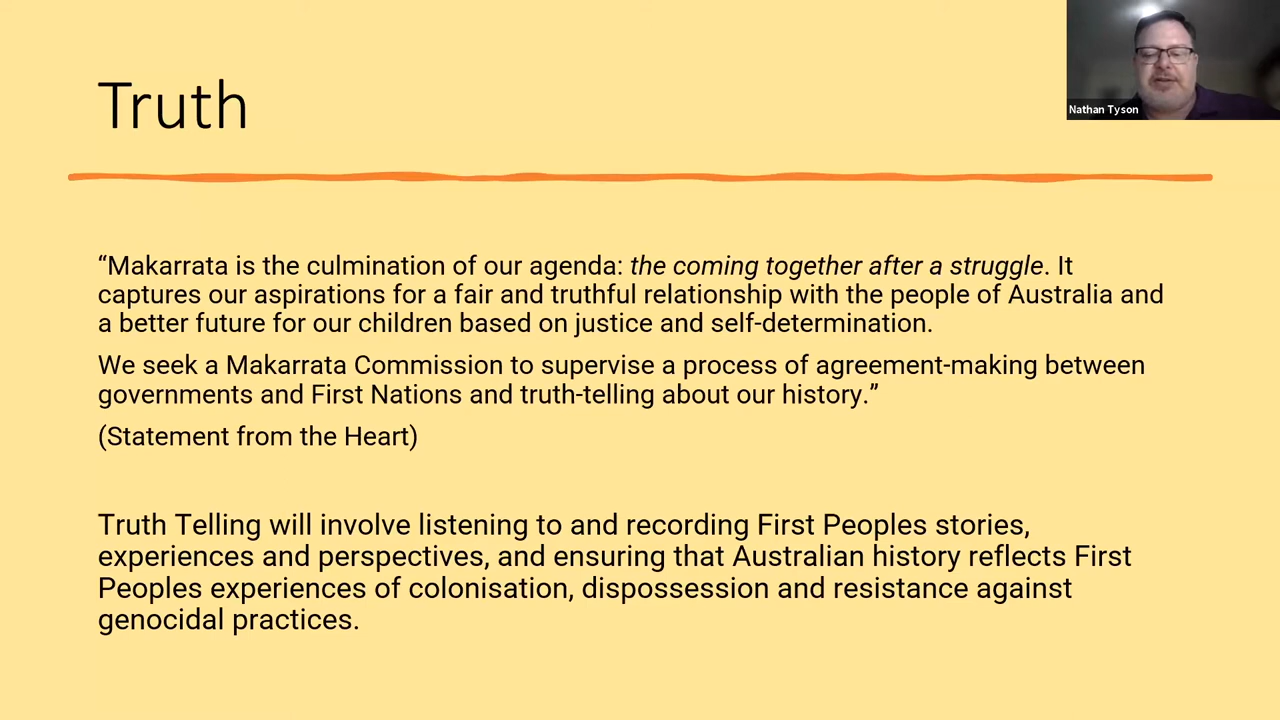 Truth
Nathan Tyson
“Makarrata is the culmination of our agenda: the coming together after a struggle. It
captures our aspirations for a fair and truthful relationship with the people of Australia and
a better future for our children based on justice and self-determination.
We seek a Makarrata Commission to supervise a process of agreement-making between
governments and First Nations and truth-telling about our history.”
(Statement from the Heart)
Truth Telling will involve listening to and recording First Peoples stories,
experiences and perspectives, and ensuring that Australian history reflects First
Peoples experiences of colonisation, dispossession and resistance against
genocidal practices.